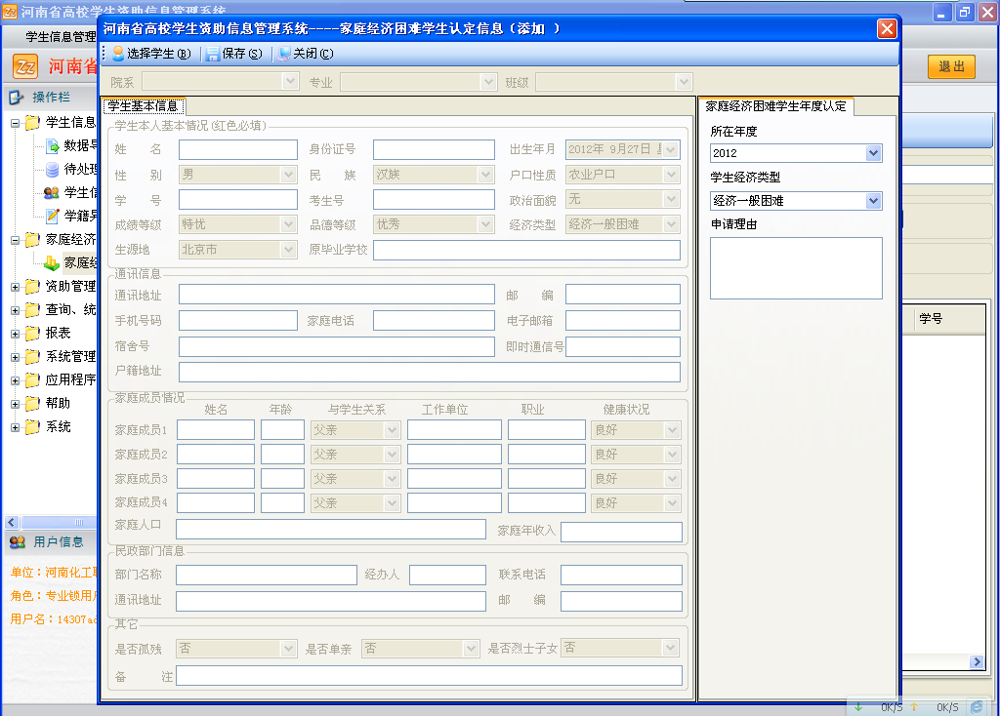 河南省高校学生资助信息管理系统
学生信息管理
河南省
退出
操作栏
学生信息
数据导
待处理
学生信
学籍异
家庭经济
家庭经
资助管理
查询、统
报表
系统管理
应用程序
帮助
系统
用户信息
单位：河南化工职
角色：专业锁用户
用户名：14307ad
河南省高校学生资助信息管理系统----家庭经济困难学生认定信息（添加 ）
选择学生(B) 保存(S) 关闭(C)
院系 专业 班级
学生基本信息
学生本人基本情况(红色必填)
姓 名 身份证号 出生年月 2012年 9月27日
性 别 男 民 族 汉族 户口性质 农业户口
学 号 考生号 政治面貌 无
成绩等级 特优 品德等级 优秀 经济类型 经济一般困难
生源地 北京市 原毕业学校
通讯信息
通讯地址 邮 编
手机号码 家庭电话 电子邮箱
宿舍号 即时通信号
户籍地址
家庭成员情况
姓名 年龄 与学生关系 工作单位 职业 健康状况
家庭成员1 父亲 良好
家庭成员2 父亲 良好
家庭成员3 父亲 良好
家庭成员4 父亲 良好
家庭人口 家庭年收入
民政部门信息
部门名称 经办人 联系电话
通讯地址 邮 编
其它
是否孤残 否 是否单亲 否 是否烈士子女 否
备 注
家庭经济困难学生年度认定
所在年度
2012
学生经济类型
经济一般困难
申请理由
学号
0K/S 0K/S